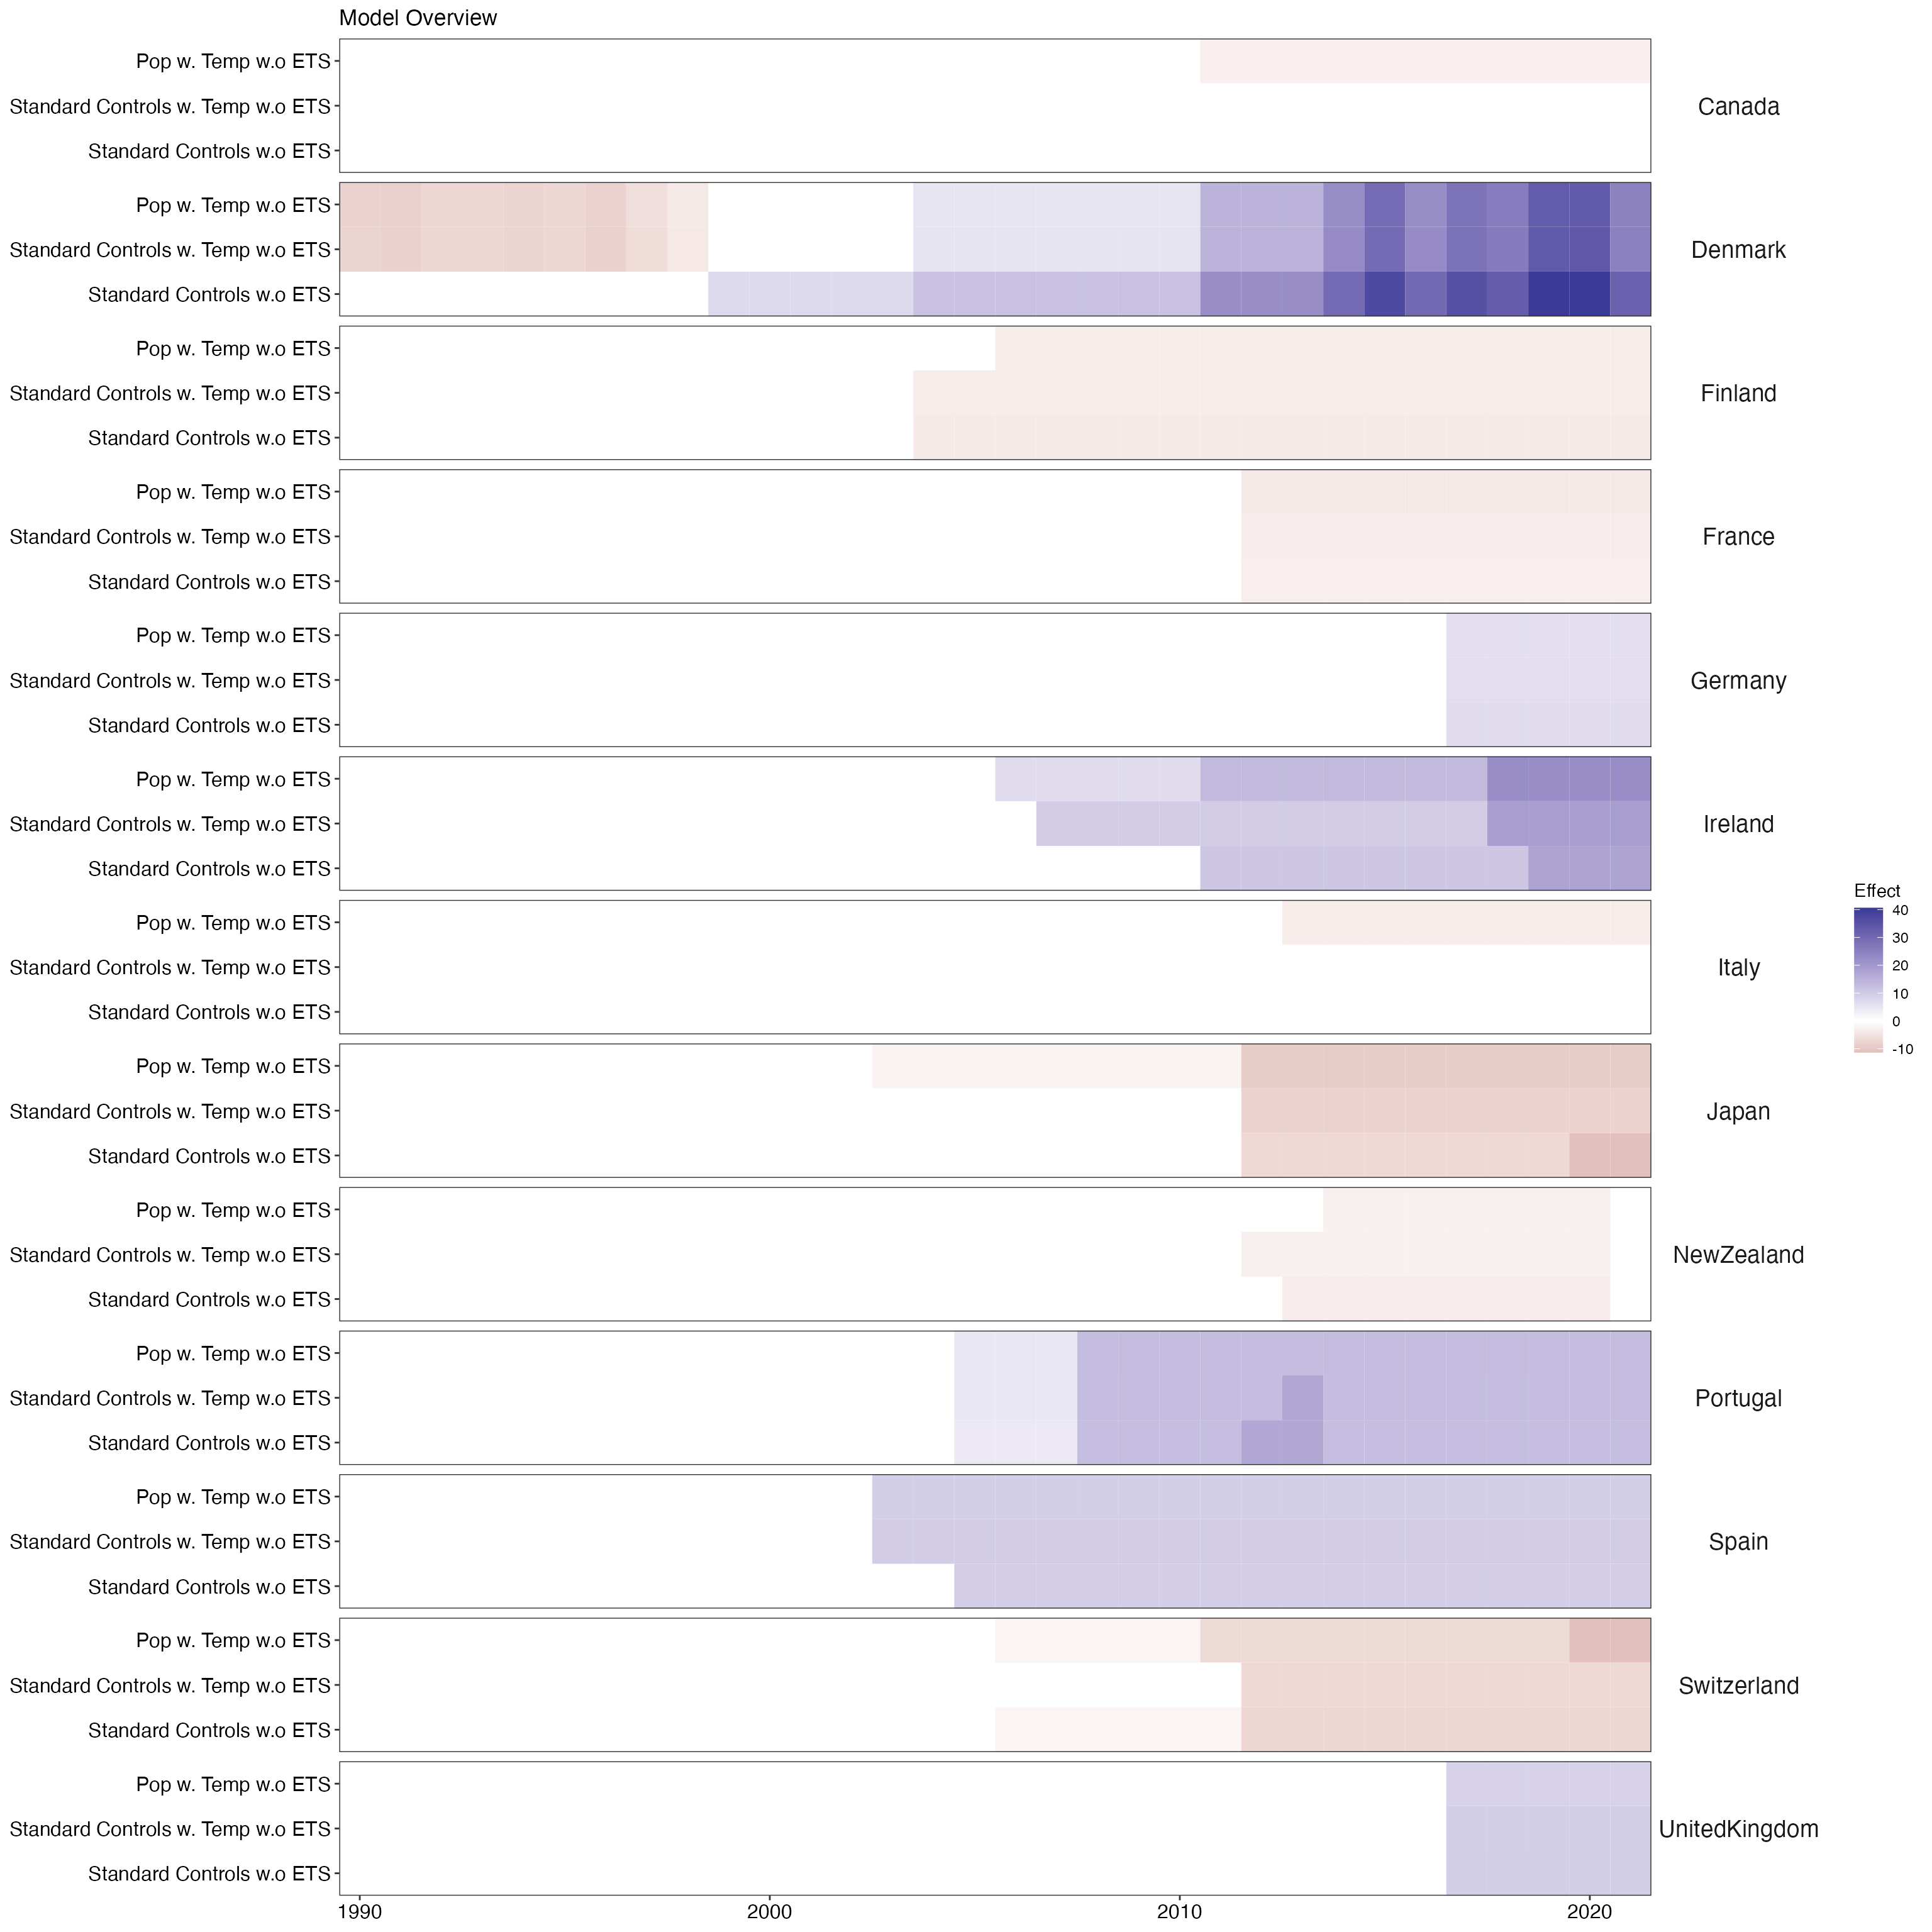 Model Overview
Pop w. Temp w.o ETS
Standard Controls w. Temp w.o ETS
Standard Controls w.o ETS
Canada
Pop w. Temp w.o ETS
Standard Controls w. Temp w.o ETS
Standard Controls w.o ETS
Denmark
Pop w. Temp w.o ETS
Standard Controls w. Temp w.o ETS
Standard Controls w.o ETS
Finland
Pop w. Temp w.o ETS
Standard Controls w. Temp w.o ETS
Standard Controls w.o ETS
France
Pop w. Temp w.o ETS
Standard Controls w. Temp w.o ETS
Standard Controls w.o ETS
Germany
Pop w. Temp w.o ETS
Standard Controls w. Temp w.o ETS
Standard Controls w.o ETS
Ireland
Pop w. Temp w.o ETS
Standard Controls w. Temp w.o ETS
Standard Controls w.o ETS
Italy
Pop w. Temp w.o ETS
Standard Controls w. Temp w.o ETS
Standard Controls w.o ETS
Japan
Pop w. Temp w.o ETS
Standard Controls w. Temp w.o ETS
Standard Controls w.o ETS
NewZealand
Pop w. Temp w.o ETS
Standard Controls w. Temp w.o ETS
Standard Controls w.o ETS
Portugal
Pop w. Temp w.o ETS
Standard Controls w. Temp w.o ETS
Standard Controls w.o ETS
Spain
Pop w. Temp w.o ETS
Standard Controls w. Temp w.o ETS
Standard Controls w.o ETS
Switzerland
Pop w. Temp w.o ETS
Standard Controls w. Temp w.o ETS
Standard Controls w.o ETS
UnitedKingdom
1990 2000 2010 2020
Effect
40
30
20
10
0
-10